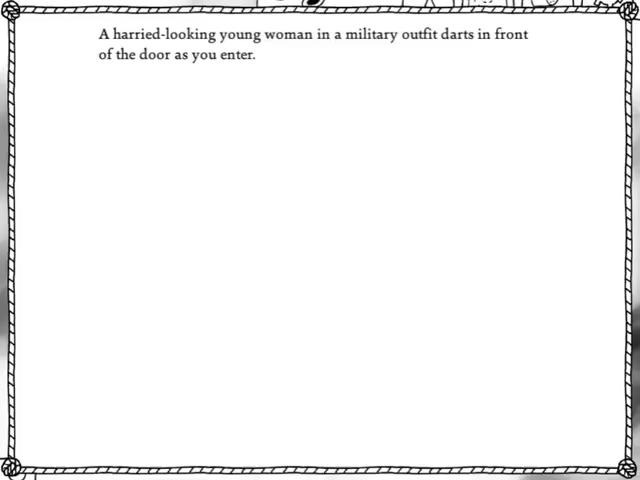 A harried-looking young woman in a military outfit darts in front
of the door as you enter.